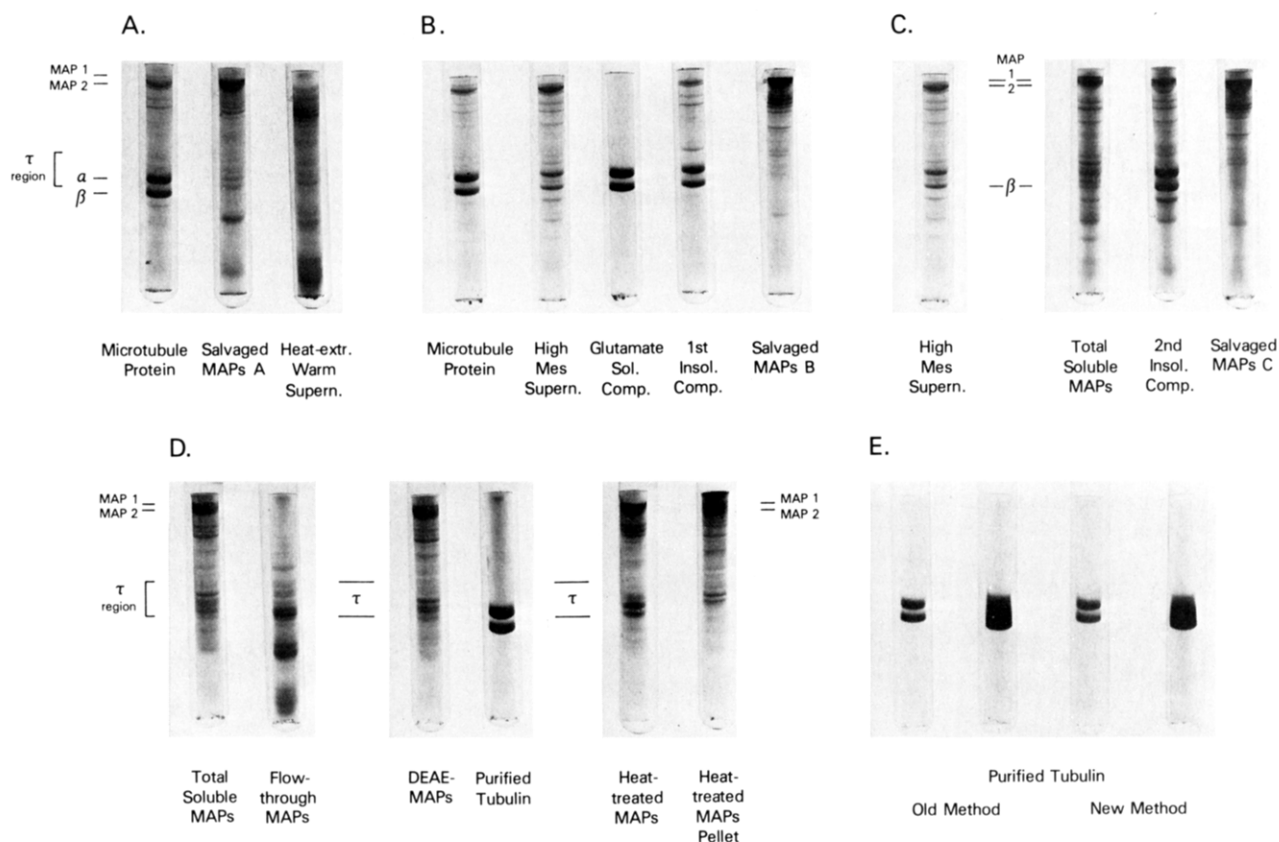 A.
MAP 1
MAP 2
τ
region
α
β
Microtubule
Protein
Salvaged
MAPs A
Heat-extr.
Warm
Supern.
B.
Microtubule
Protein
High
Mes
Supern.
Glutamate
Sol.
Comp.
1st
Insol.
Comp.
Salvaged
MAPs B
C.
MAP
1
2
β
High
Mes
Supern.
Total
Soluble
MAPs
2nd
Insol.
Comp.
Salvaged
MAPs C
D.
MAP 1
MAP 2
τ
region
τ
τ
MAP 1
MAP 2
Total
Soluble
MAPs
Flow-
through
MAPs
DEAE-
MAPs
Purified
Tubulin
Heat-
treated
MAPs
Heat-
treated
MAPs
Pellet
E.
Purified Tubulin
Old Method
New Method